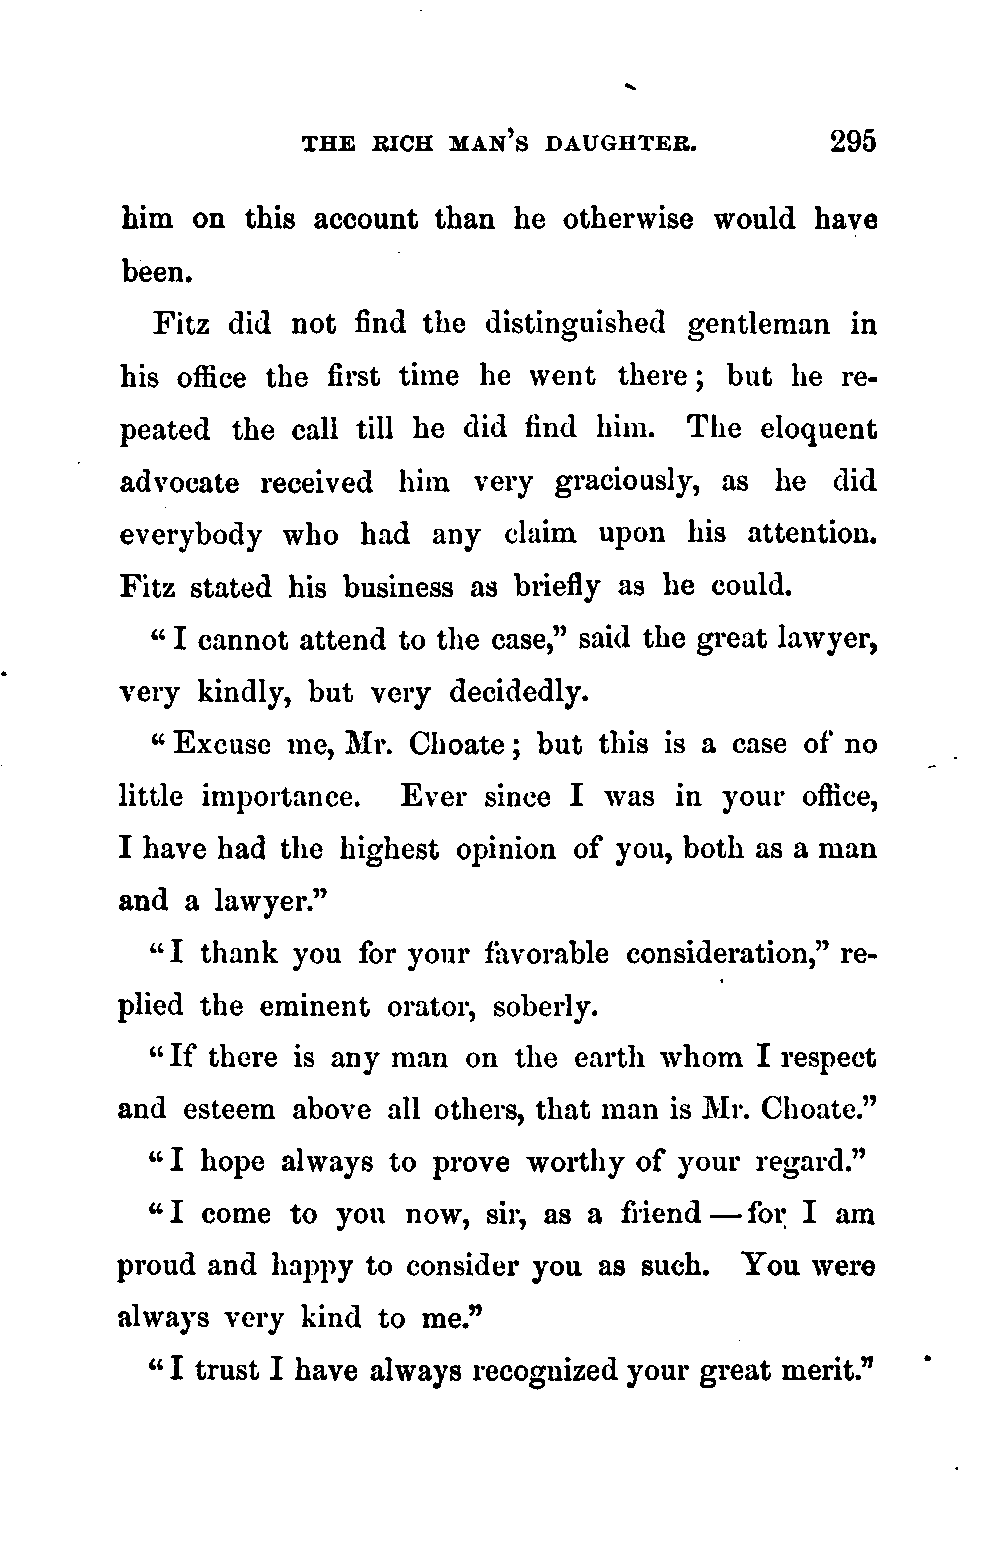 THE RICH MAN'S DAUGHTER. 295
him on this account than he otherwise would have
been.
Fitz did not find the distinguished gentleman in
his office the first time he went there; but he re-
peated the call till he did find him. The eloquent
advocate received him very graciously, as he did
everybody who had any claim upon his attention.
Fitz stated his business as briefly as he could.
"I cannot attend to the case," said the great lawyer,
very kindly, but very decidedly.
"Excuse me, Mr. Choate; but this is a case of no
little importance. Ever since I was in your office,
I have had the highest opinion of you, both as a man
and a lawyer."
"I thank you for your favorable consideration," re-
plied the eminent orator, soberly.
"If there is any man on the earth whom I respect
and esteem above all others, that man is Mr. Choate."
"I hope always to prove worthy of your regard."
"I come to you now, sir, as a friend — for I am
proud and happy to consider you as such. You were
always very kind to me."
"I trust I have always recognized your great merit."